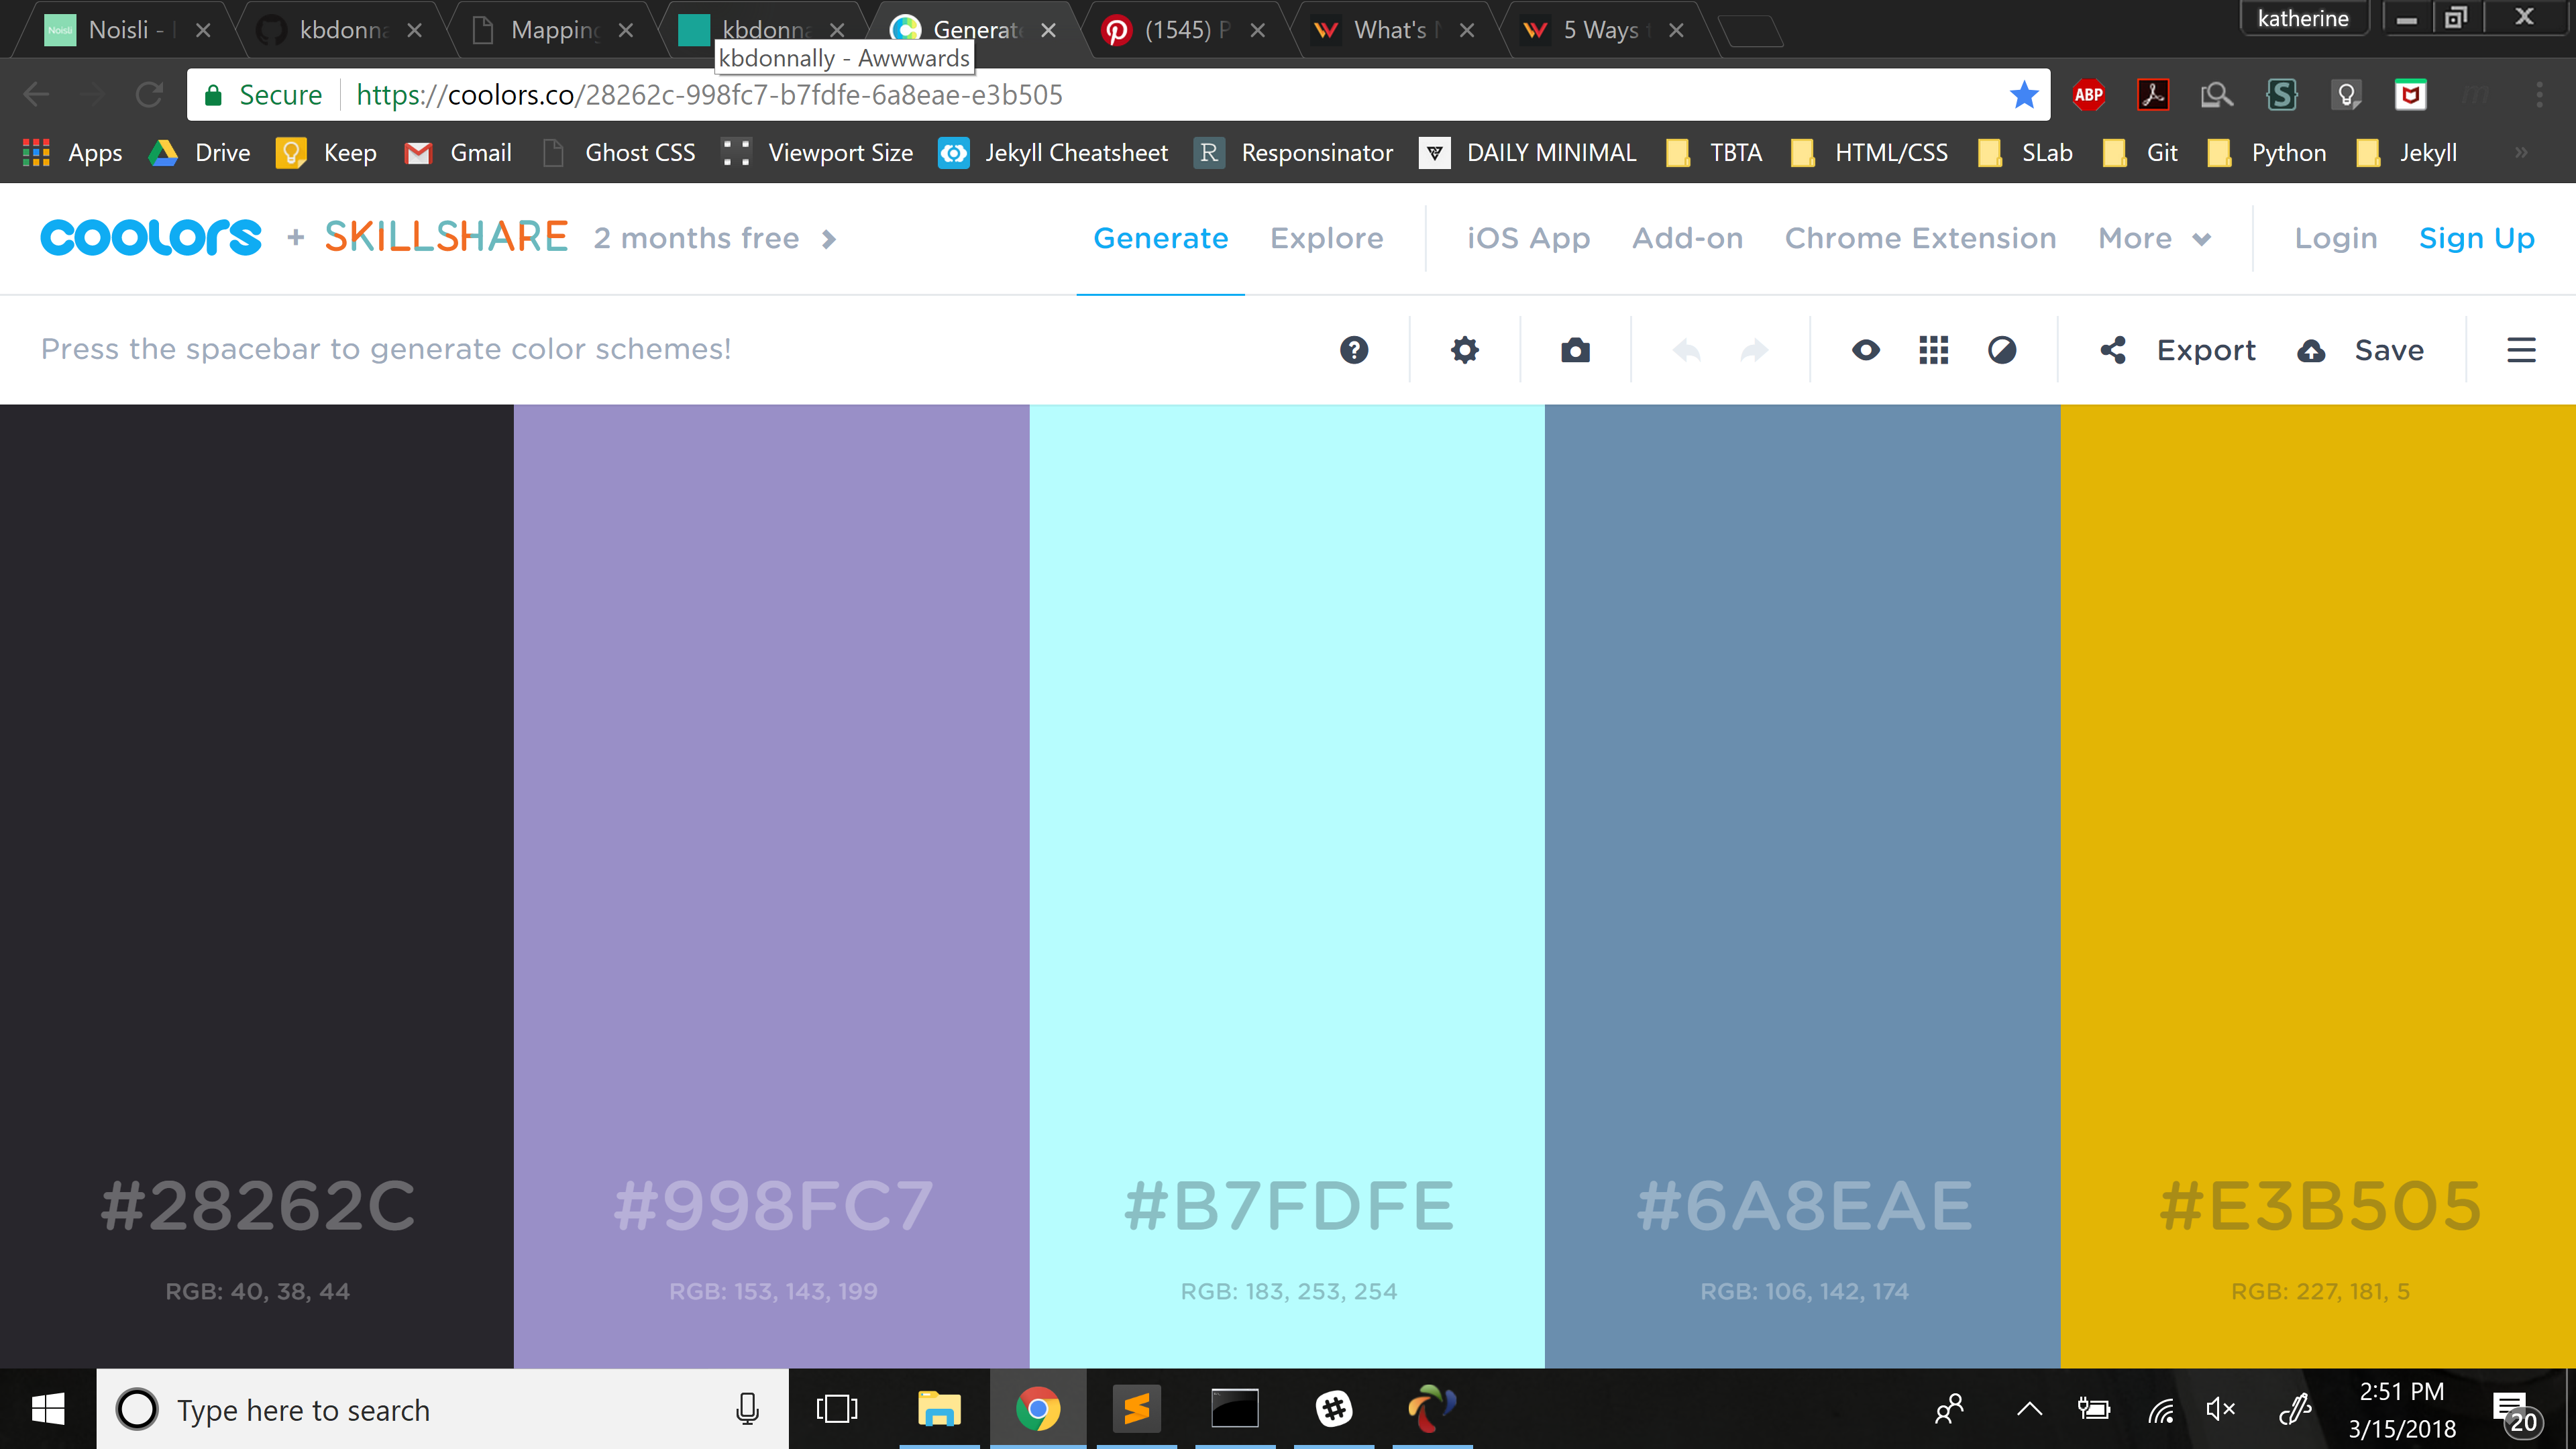 Noisli -
kbdonna
Mapping
kbdonna
Generat
(1545) P
What's
5 Ways
katherine
kbdonnally - Awwwards
Secure
https://coolors.co/28262c-998fc7-b7fdfe-6a8eae-e3b505
ABP
Apps Drive Keep Gmail Ghost CSS Viewport Size Jekyll Cheatsheet R Responsinator DAILY MINIMAL TBTA HTML/CSS SLab Git Python Jekyll »
coolors + SKILLSHARE 2 months free
Generate Explore iOS App Add-on Chrome Extension More Login Sign Up
Press the spacebar to generate color schemes!
Export Save
#28262C #998FC7 #B7FDFE #6A8EAE #E3B505
RGB: 40, 38, 44 RGB: 153, 143, 199 RGB: 183, 253, 254 RGB: 106, 142, 174 RGB: 227, 181, 5
Type here to search
2:51 PM
3/15/2018
20